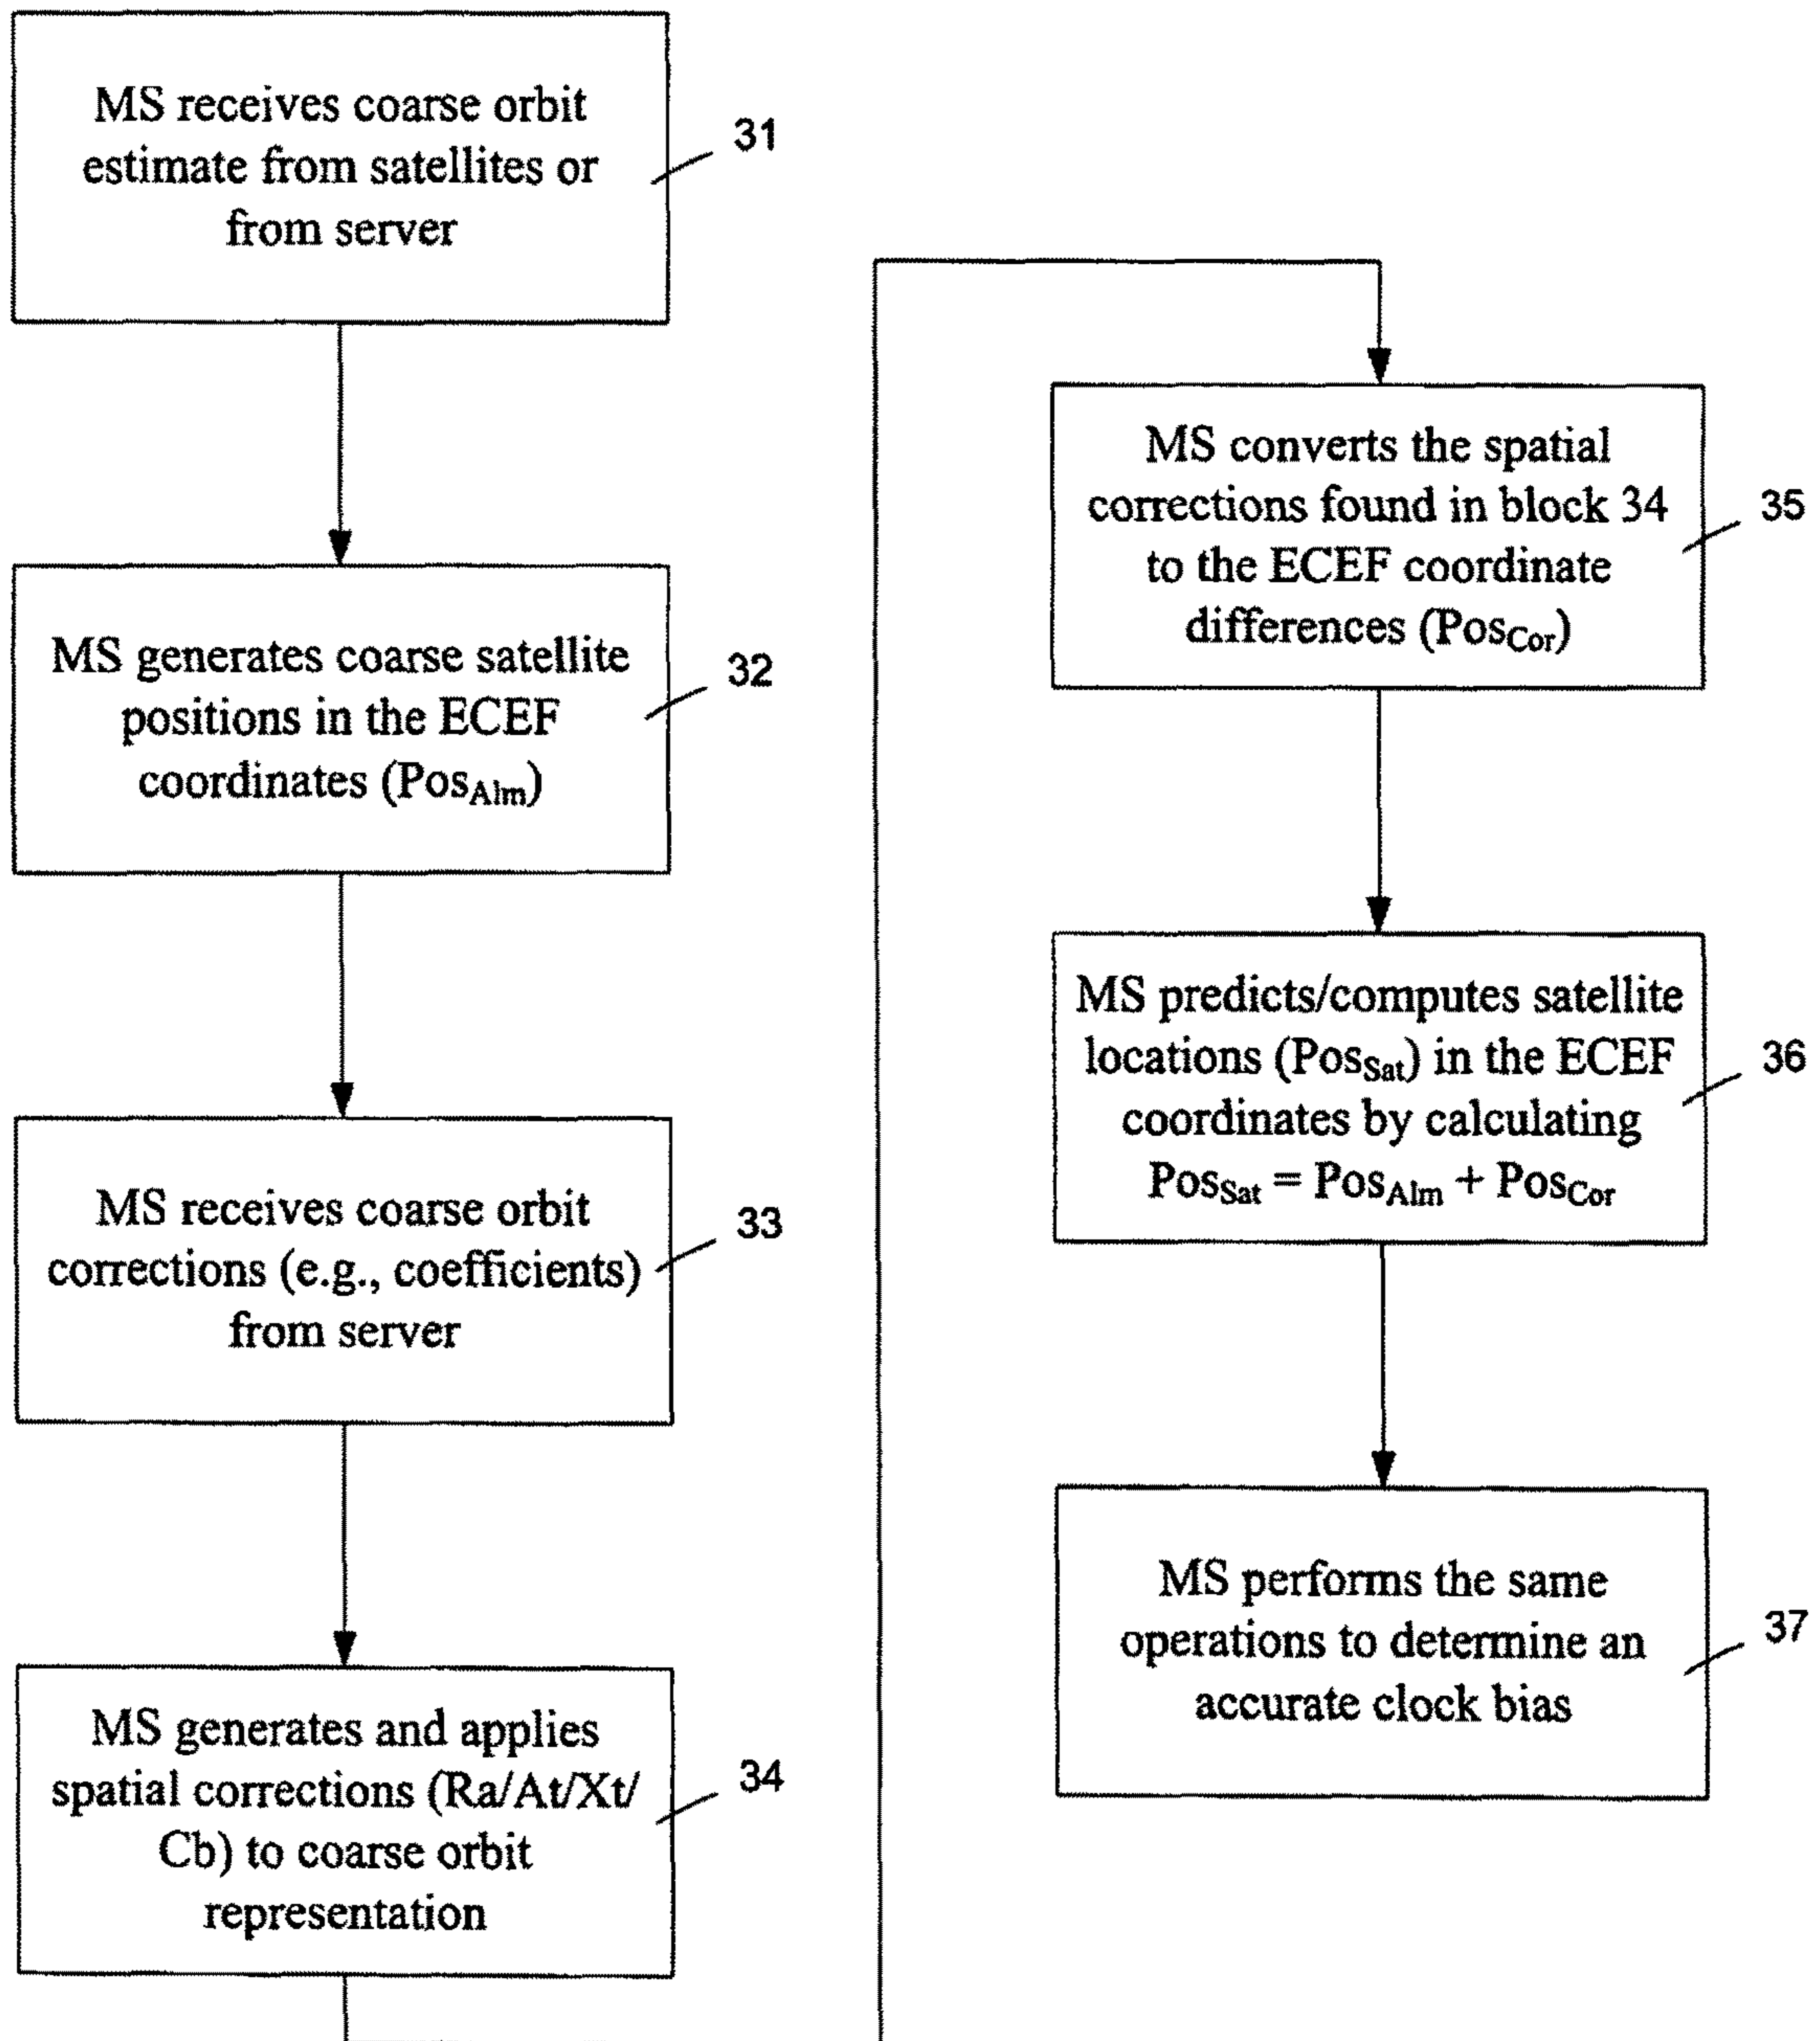 MS receives coarse orbit
estimate from satellites or
from server
31
MS generates coarse satellite
positions in the ECEF
coordinates (PosAlm)
32
MS receives coarse orbit
corrections (e.g., coefficients)
from server
33
MS generates and applies
spatial corrections (Ra/At/Xt/
Cb) to coarse orbit
representation
34
MS converts the spatial
corrections found in block 34
to the ECEF coordinate
differences (PosCor)
35
MS predicts/computes satellite
locations (PosSat) in the ECEF
coordinates by calculating
PosSat = PosAlm + PosCor
36
MS performs the same
operations to determine an
accurate clock bias
37